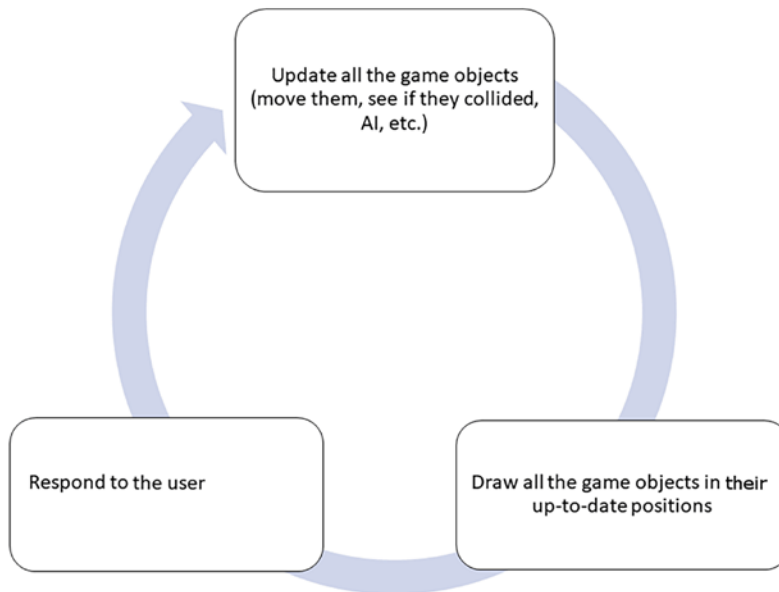 Update all the game objects
(move them, see if they collided,
AI, etc.)
Respond to the user
Draw all the game objects in their
up-to-date positions